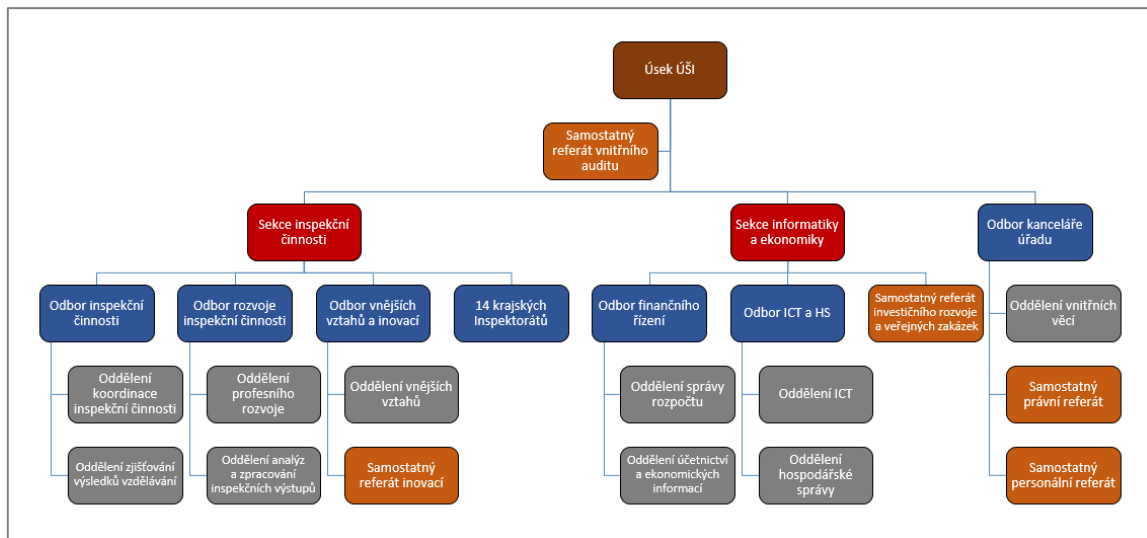 Úsek ÚŠI
Samostatný
referát vnitřního
auditu
Sekce inspekční
činnosti
Sekce informatiky
a ekonomiky
Odbor kanceláře
úřadu
Odbor inspekční
činnosti
Odbor rozvoje
inspekční činnosti
Odbor vnějších
vztahů a inovací
14 krajských
Inspektorátů
Odbor finančního
řízení
Odbor ICT a HS
Samostatný referát
investičního rozvoje
a veřejných zakázek
Oddělení vnitřních
věcí
Oddělení
koordinace
inspekční činnosti
Oddělení
profesního
rozvoje
Oddělení vnějších
vztahů
Oddělení správy
rozpočtu
Oddělení ICT
Samostatný
právní referát
Oddělení zjišťování
výsledků vzdělávání
Oddělení analýz
a zpracování
inspekčních výstupů
Samostatný
referát inovací
Oddělení účetnictví
a ekonomických
informací
Oddělení
hospodářské
správy
Samostatný
personální referát